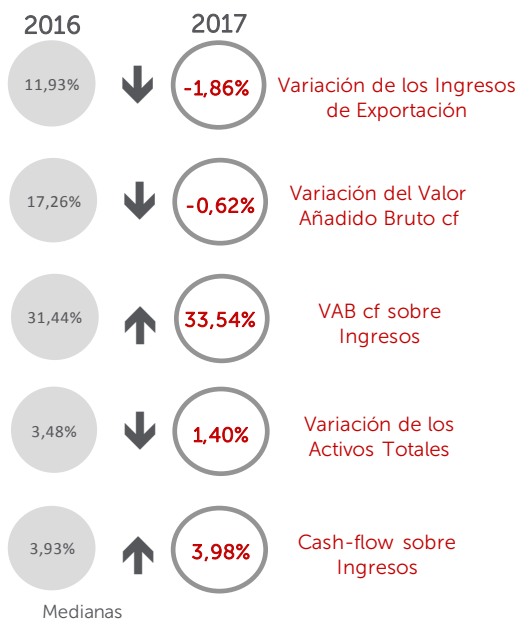 2016
2017
11,93%
-1,86%
Variación de los Ingresos
de Exportación
17,26%
-0,62%
Variación del Valor
Añadido Bruto cf
31,44%
33,54%
VAB cf sobre
Ingresos
3,48%
1,40%
Variación de los
Activos Totales
3,93%
3,98%
Cash-flow sobre
Ingresos
Medianas